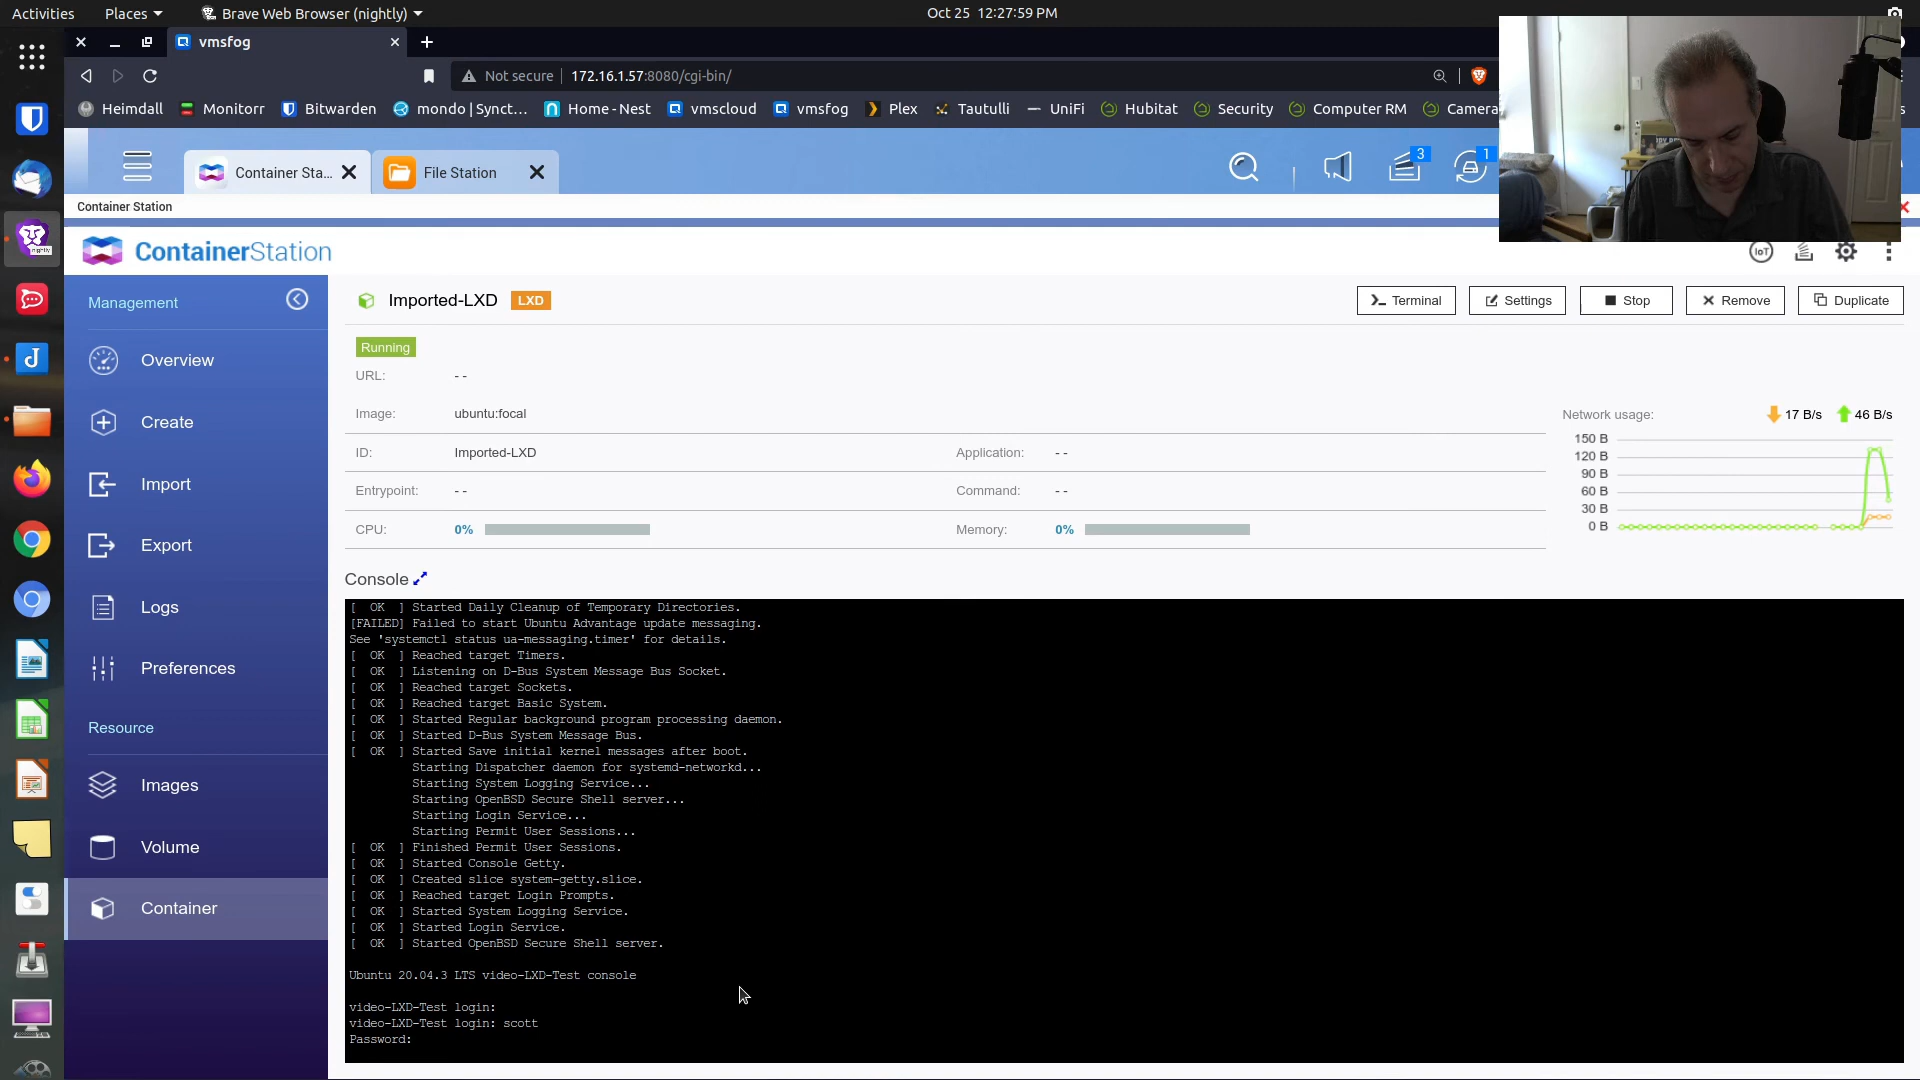 Activities
Places
Brave Web Browser (nightly)
Oct 25 12:27:59 PM
vmsfog
Not secure
172.16.1.57:8080/cgi-bin/
Heimdall
Monitorr
Bitwarden
mondo | Synct...
Home - Nest
vmscloud
vmsfog
Plex
Tautulli
UniFi
Hubitat
Security
Computer RM
Camera
nightly
Container Sta...
File Station
3
1
Container Station
ContainerStation
IoT
Management
Overview
Create
Import
Export
Logs
Preferences
Resource
Images
Volume
Container
Imported-LXD
LXD
Terminal
Settings
Stop
Remove
Duplicate
Running
URL: - -
Image: ubuntu:focal
ID: Imported-LXD
Application: - -
Entrypoint: - -
Command: - -
CPU: 0%
Memory: 0%
Network usage: 17 B/s 46 B/s
150 B
120 B
90 B
60 B
30 B
0 B
Console
[  OK  ] Started Daily Cleanup of Temporary Directories.
[FAILED] Failed to start Ubuntu Advantage update messaging.
See 'systemctl status ua-messaging.timer' for details.
[  OK  ] Reached target Timers.
[  OK  ] Listening on D-Bus System Message Bus Socket.
[  OK  ] Reached target Sockets.
[  OK  ] Reached target Basic System.
[  OK  ] Started Regular background program processing daemon.
[  OK  ] Started D-Bus System Message Bus.
[  OK  ] Started Save initial kernel messages after boot.
Starting Dispatcher daemon for systemd-networkd...
Starting System Logging Service...
Starting OpenBSD Secure Shell server...
Starting Login Service...
Starting Permit User Sessions...
[  OK  ] Finished Permit User Sessions.
[  OK  ] Started Console Getty.
[  OK  ] Created slice system-getty.slice.
[  OK  ] Reached target Login Prompts.
[  OK  ] Started System Logging Service.
[  OK  ] Started Login Service.
[  OK  ] Started OpenBSD Secure Shell server.
Ubuntu 20.04.3 LTS video-LXD-Test console
video-LXD-Test login:
video-LXD-Test login: scott
Password: